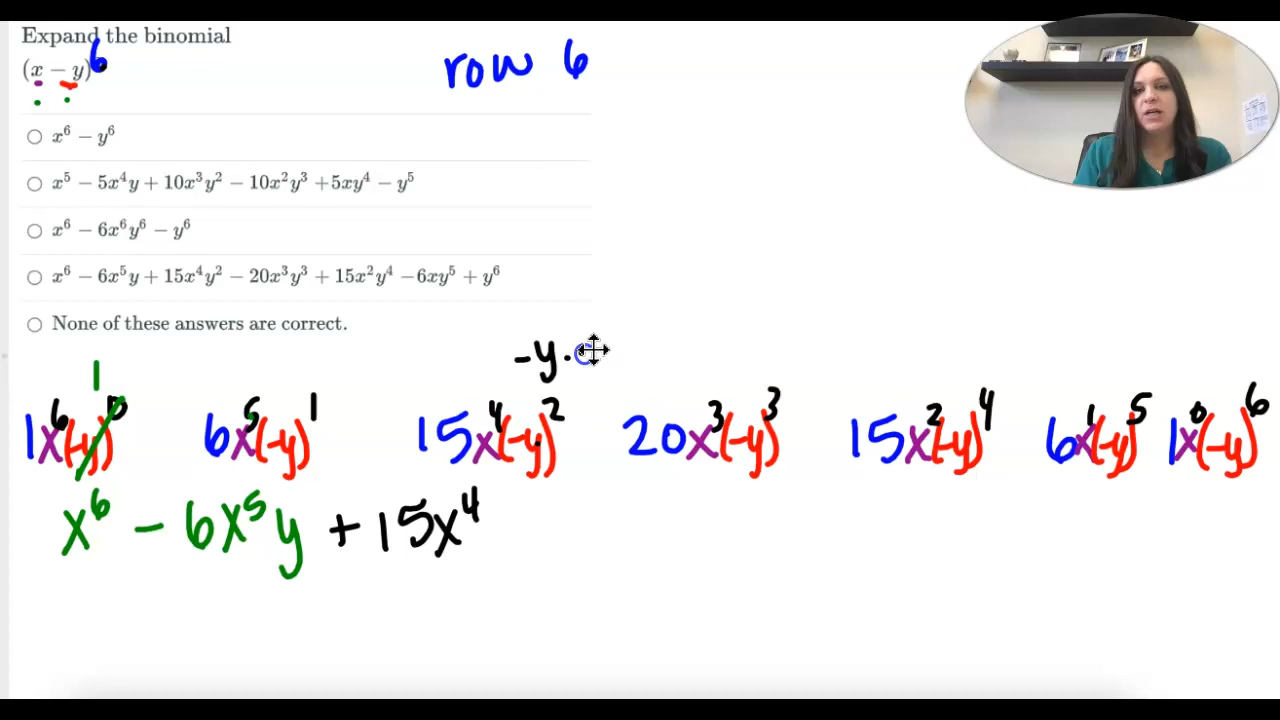 Expand the binomial
(x − y)^6
row 6
x^6 − y^6
x^5 − 5x^4y + 10x^3y^2 − 10x^2y^3 +5xy^4 − y^5
x^6 − 6x^6y^6 − y^6
x^6 − 6x^5y + 15x^4y^2 − 20x^3y^3 + 15x^2y^4 −6xy^5 + y^6
None of these answers are correct.
-y·
1
1x^6(-y)^0 6x^5(-y)^1 15x^4(-y)^2 20x^3(-y)^3 15x^2(-y)^4 6x^1(-y)^5 1x^0(-y)^6
x^6 - 6x^5y + 15x^4